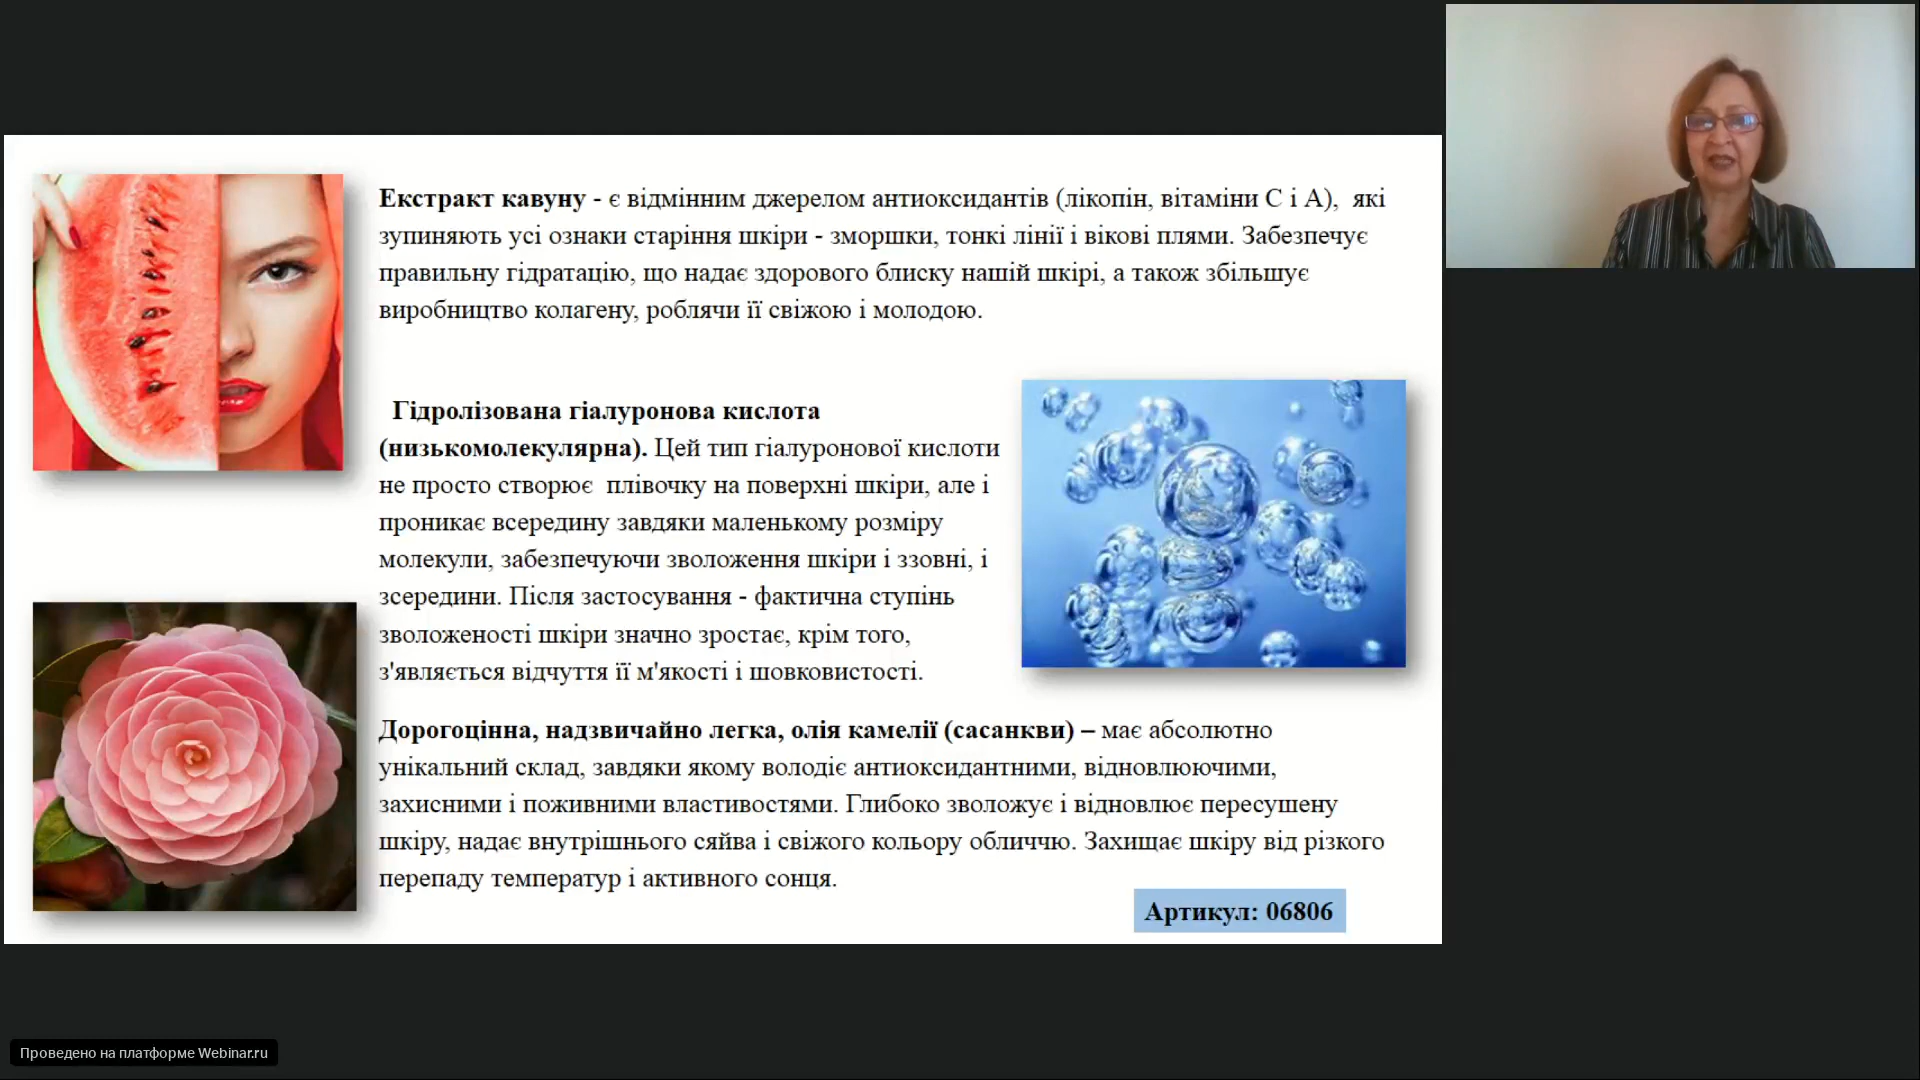 Екстракт кавуну - є відмінним джерелом антиоксидантів (лікопін, вітаміни С і А),  які
зупиняють усі ознаки старіння шкіри - зморшки, тонкі лінії і вікові плями. Забезпечує
правильну гідратацію, що надає здорового блиску нашій шкірі, а також збільшує
виробництво колагену, роблячи її свіжою і молодою.
Гідролізована гіалуронова кислота
(низькомолекулярна). Цей тип гіалуронової кислоти
не просто створює  плівочку на поверхні шкіри, але і
проникає всередину завдяки маленькому розміру
молекули, забезпечуючи зволоження шкіри і ззовні, і
зсередини. Після застосування - фактична ступінь
зволоженості шкіри значно зростає, крім того,
з'являється відчуття її м'якості і шовковистості.
Дорогоцінна, надзвичайно легка, олія камелії (сасанкви) – має абсолютно
унікальний склад, завдяки якому володіє антиоксидантними, відновлюючими,
захисними і поживними властивостями. Глибоко зволожує і відновлює пересушену
шкіру, надає внутрішнього сяйва і свіжого кольору обличчю. Захищає шкіру від різкого
перепаду температур і активного сонця.
Артикул: 06806
Проведено на платформе Webinar.ru